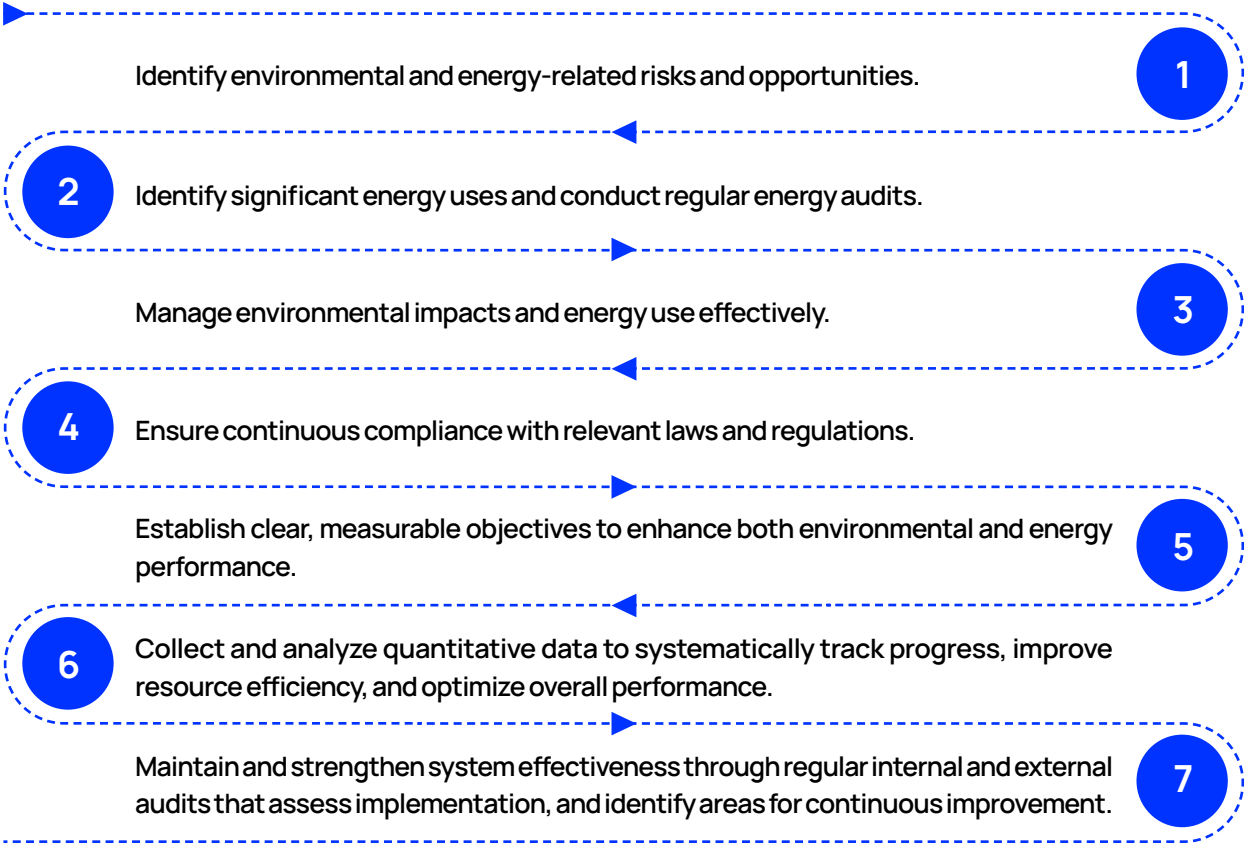 Identify environmental and energy-related risks and opportunities.
1
2
Identify significant energy uses and conduct regular energy audits.
Manage environmental impacts and energy use effectively.
3
4
Ensure continuous compliance with relevant laws and regulations.
Establish clear, measurable objectives to enhance both environmental and energy
performance.
5
6
Collect and analyze quantitative data to systematically track progress, improve
resource efficiency, and optimize overall performance.
Maintain and strengthen system effectiveness through regular internal and external
audits that assess implementation, and identify areas for continuous improvement.
7